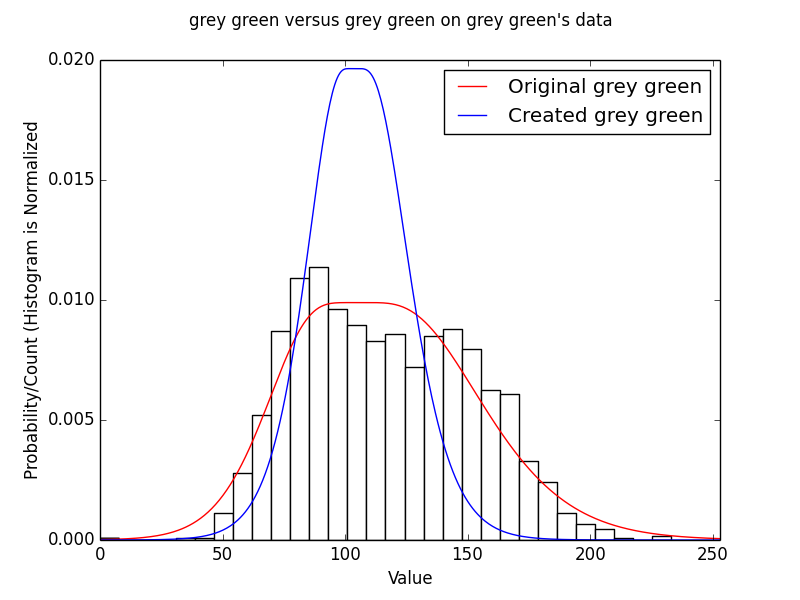 grey green versus grey green on grey green's data
0.020
0.015
0.010
0.005
0.000
Probability/Count (Histogram is Normalized
Original grey green
Created grey green
0 50 100 150 200 250
Value